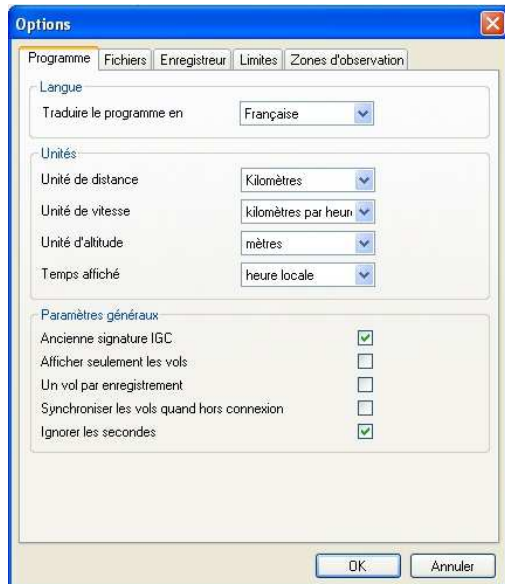 Options
Programme Fichiers Enregistreur Limites Zones d'observation
Langue
Traduire le programme en Française
Unités
Unité de distance Kilomètres
Unité de vitesse kilomètres par heur
Unité d'altitude mètres
Temps affiché heure locale
Paramètres généraux
Ancienne signature IGC
Afficher seulement les vols
Un vol par enregistrement
Synchroniser les vols quand hors connexion
Ignorer les secondes
OK Annuler